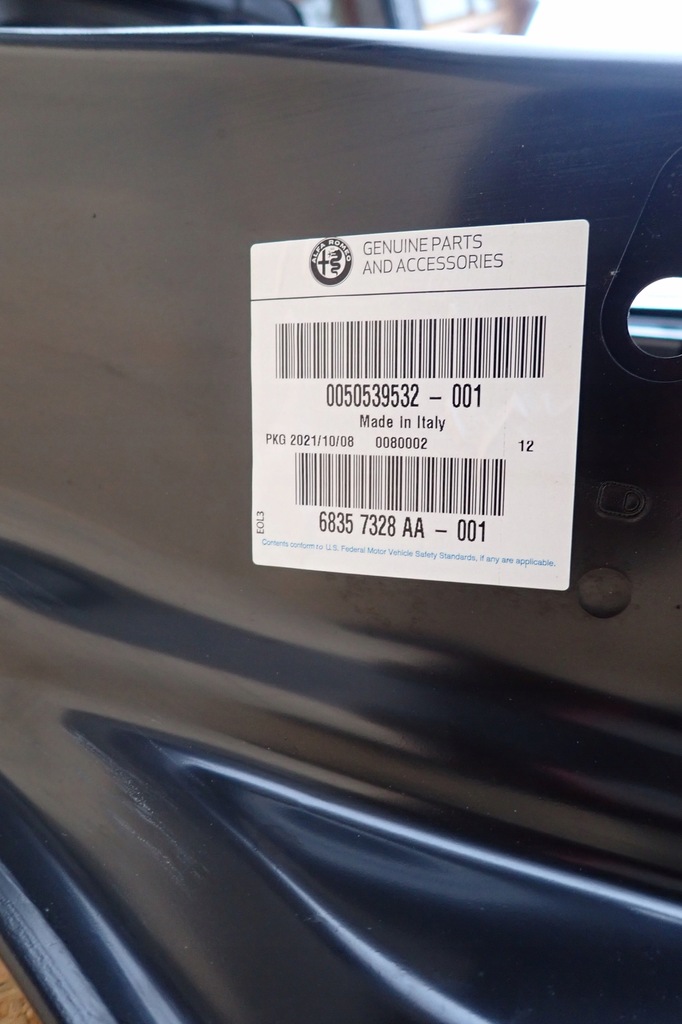 ALFA ROMEO
GENUINE PARTS
AND ACCESSORIES
0050539532 – 001
Made in Italy
PKG 2021/10/08 0080002 12
6835 7328 AA – 001
EOL3
Contents conform to U.S. Federal Motor Vehicle Safety Standards, if any are applicable.
D